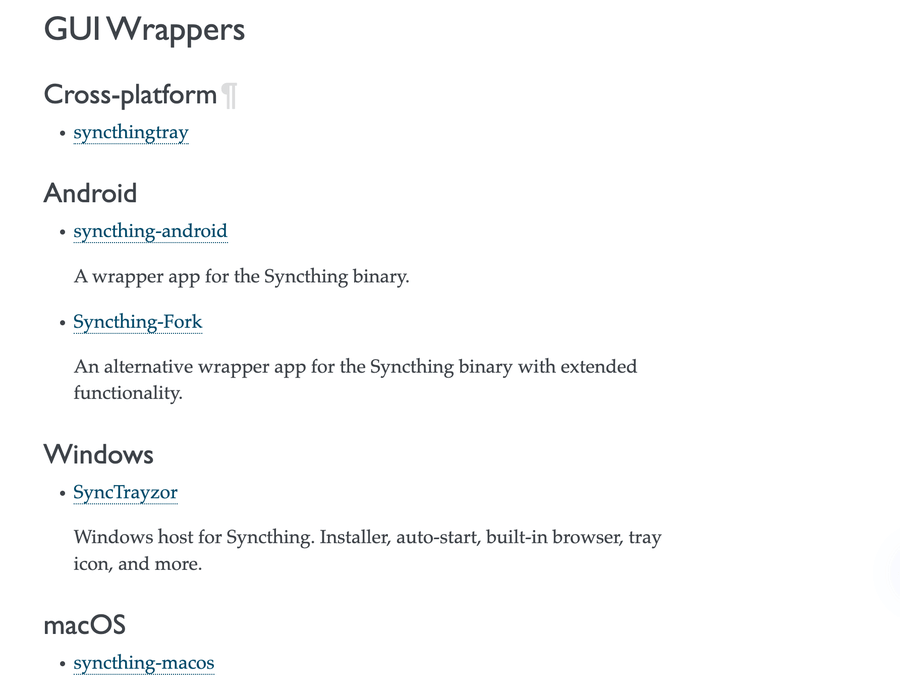 GUI Wrappers
Cross-platform¶
• syncthingtray
Android
• syncthing-android
A wrapper app for the Syncthing binary.
• Syncthing-Fork
An alternative wrapper app for the Syncthing binary with extended
functionality.
Windows
• SyncTrayzor
Windows host for Syncthing. Installer, auto-start, built-in browser, tray
icon, and more.
macOS
• syncthing-macos